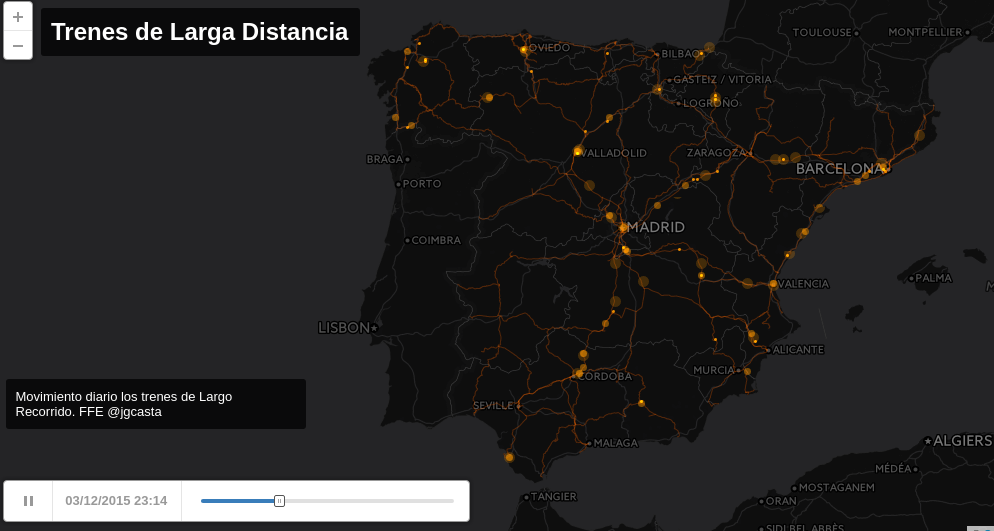 +
Trenes de Larga Distancia
−
TOULOUSE
MONTPELLIER
OVIEDO
BILBAO
GASTEIZ / VITORIA
LOGROÑO
BRAGA
VALLADOLID
ZARAGOZA
BARCELONA
PORTO
MADRID
COIMBRA
PALMA
VALENCIA
LISBON
ALICANTE
MURCIA
CÓRDOBA
Movimiento diario los trenes de Largo
Recorrido. FFE @jgcasta
SEVILLE
MALAGA
ALGIERS
MÉDÉA
MOSTAGANEM
TANGIER
ORAN
03/12/2015 23:14
SIDI BEL ABBÈS